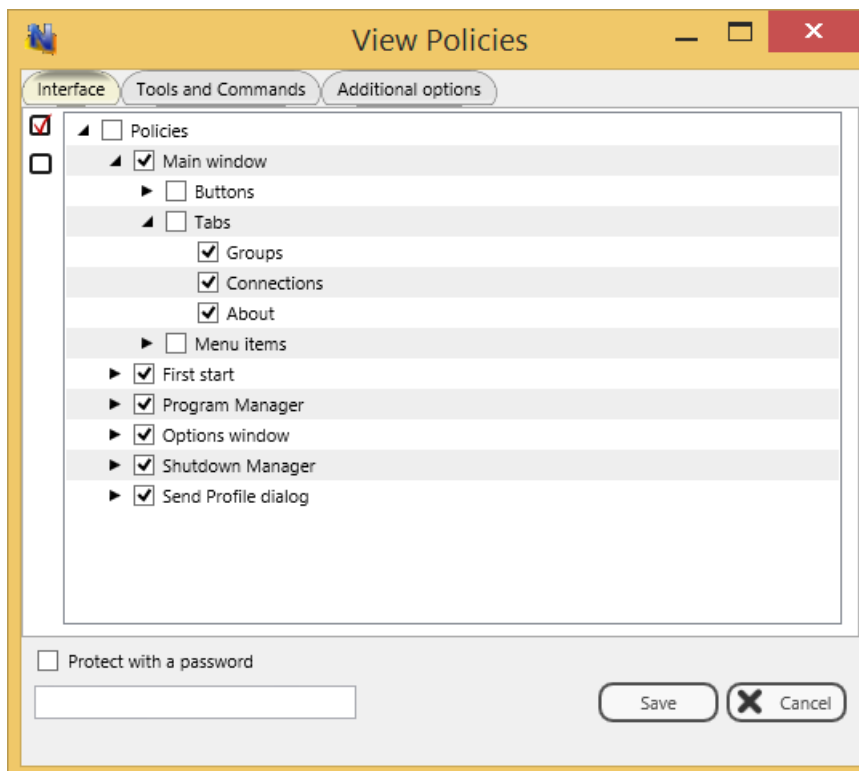 View Policies
Interface Tools and Commands Additional options
Policies
Main window
Buttons
Tabs
Groups
Connections
About
Menu items
First start
Program Manager
Options window
Shutdown Manager
Send Profile dialog
Protect with a password
Save Cancel